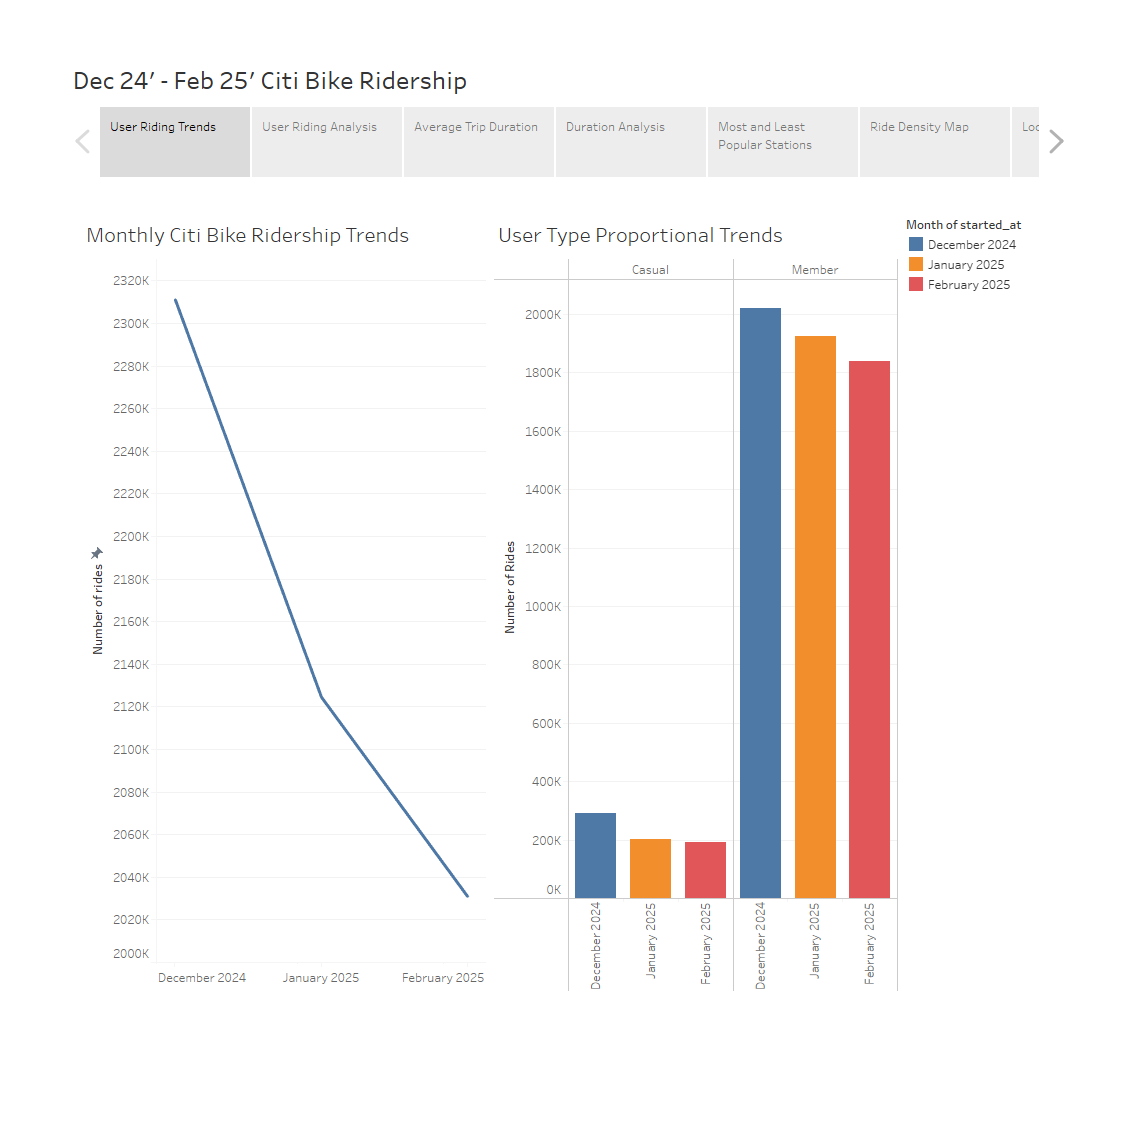 Dec 24' - Feb 25' Citi Bike Ridership
User Riding Trends
User Riding Analysis
Average Trip Duration
Duration Analysis
Most and Least
Popular Stations
Ride Density Map
Loc
Monthly Citi Bike Ridership Trends
2320K
2300K
2280K
2260K
2240K
2220K
2200K
2180K
2160K
2140K
2120K
2100K
2080K
2060K
2040K
2020K
2000K
Number of rides
December 2024
January 2025
February 2025
User Type Proportional Trends
Casual
Member
2000K
1800K
1600K
1400K
1200K
1000K
800K
600K
400K
200K
0K
Number of Rides
December 2024
January 2025
February 2025
December 2024
January 2025
February 2025
Month of started_at
December 2024
January 2025
February 2025